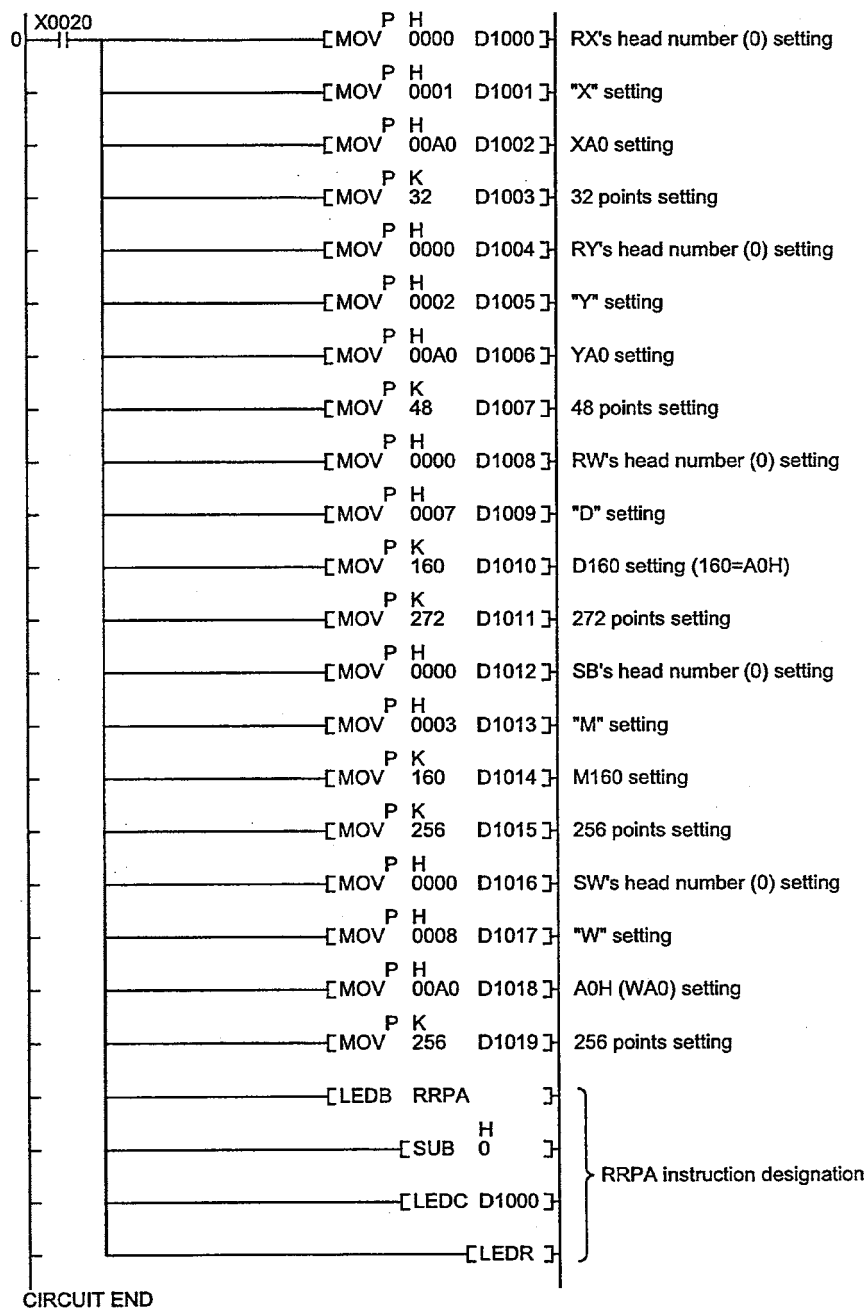 X0020
P H
0 [MOV 0000 D1000] RX's head number (0) setting
P H
[MOV 0001 D1001] "X" setting
P H
[MOV 00A0 D1002] XA0 setting
P K
[MOV 32 D1003] 32 points setting
P H
[MOV 0000 D1004] RY's head number (0) setting
P H
[MOV 0002 D1005] "Y" setting
P H
[MOV 00A0 D1006] YA0 setting
P K
[MOV 48 D1007] 48 points setting
P H
[MOV 0000 D1008] RW's head number (0) setting
P H
[MOV 0007 D1009] "D" setting
P K
[MOV 160 D1010] D160 setting (160=A0H)
P K
[MOV 272 D1011] 272 points setting
P H
[MOV 0000 D1012] SB's head number (0) setting
P H
[MOV 0003 D1013] "M" setting
P K
[MOV 160 D1014] M160 setting
P K
[MOV 256 D1015] 256 points setting
P H
[MOV 0000 D1016] SW's head number (0) setting
P H
[MOV 0008 D1017] "W" setting
P H
[MOV 00A0 D1018] A0H (WA0) setting
P K
[MOV 256 D1019] 256 points setting
[LEDB RRPA ]
H
[SUB 0 ]
RRPA instruction designation
[LEDC D1000]
[LEDR ]
CIRCUIT END